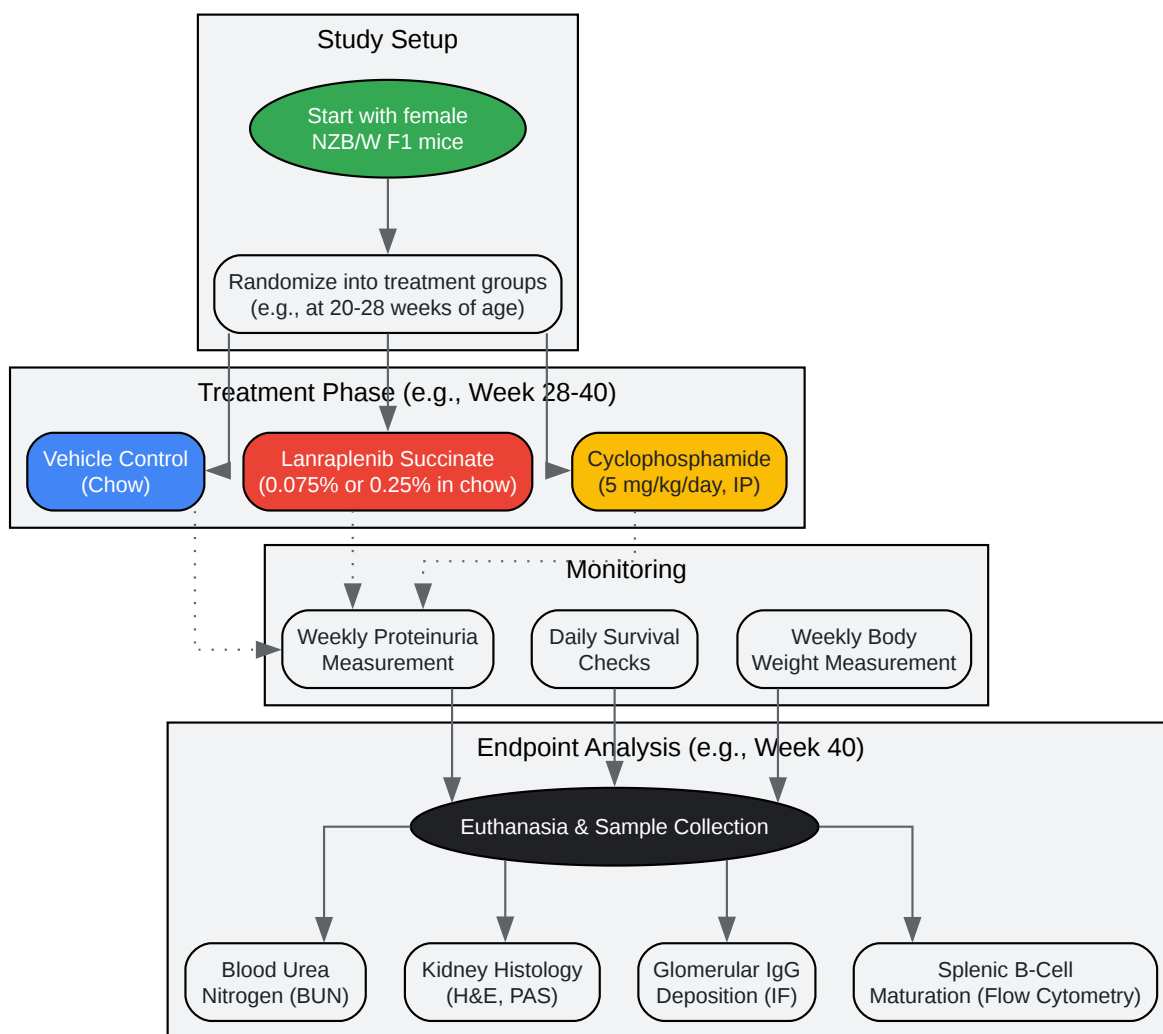 Study Setup
Start with female
NZB/W F1 mice
Randomize into treatment groups
(e.g., at 20-28 weeks of age)
Treatment Phase (e.g., Week 28-40)
Vehicle Control
(Chow)
Lanraplenib Succinate
(0.075% or 0.25% in chow)
Cyclophosphamide
(5 mg/kg/day, IP)
Monitoring
Weekly Proteinuria
Measurement
Daily Survival
Checks
Weekly Body
Weight Measurement
Endpoint Analysis (e.g., Week 40)
Euthanasia & Sample Collection
Blood Urea
Nitrogen (BUN)
Kidney Histology
(H&E, PAS)
Glomerular IgG
Deposition (IF)
Splenic B-Cell
Maturation (Flow Cytometry)